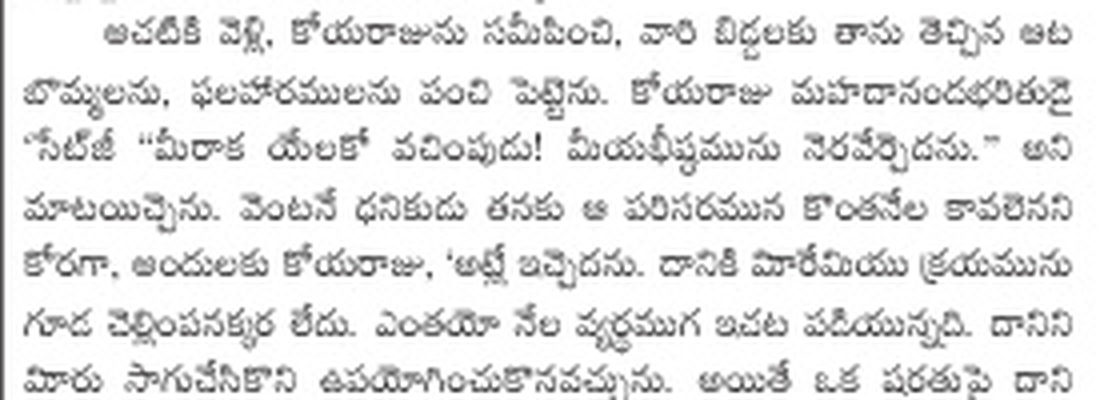 అచటికి వెళ్లి, కోయరాజును సమీపించి, వారి బిడ్డలకు తాను తెచ్చిన ఆట
బొమ్మలను, ఫలహారములను పంచి పెట్టెను. కోయరాజు మహదానందభరితుడై
‘సేట్‌జీ “మీరాక యేలకో వచింపుడు! మీయభీష్ఠమును నెరవేర్చెదను.” అని
మాటయిచ్చెను. వెంటనే ధనికుడు తనకు ఆ పరిసరమున కొంతనేల కావలెనని
కోరగా, అందులకు కోయరాజు, ‘అట్లే ఇచ్చెదను. దానికి మీరేమియు క్రయమును
గూడ చెల్లింపనక్కర లేదు. ఎంతయో నేల వ్యర్థముగ ఇచట పడియున్నది. దానిని
మీరు సాగుచేసికొని ఉపయోగించుకొనవచ్చును. అయితే ఒక షరతుపై దాని